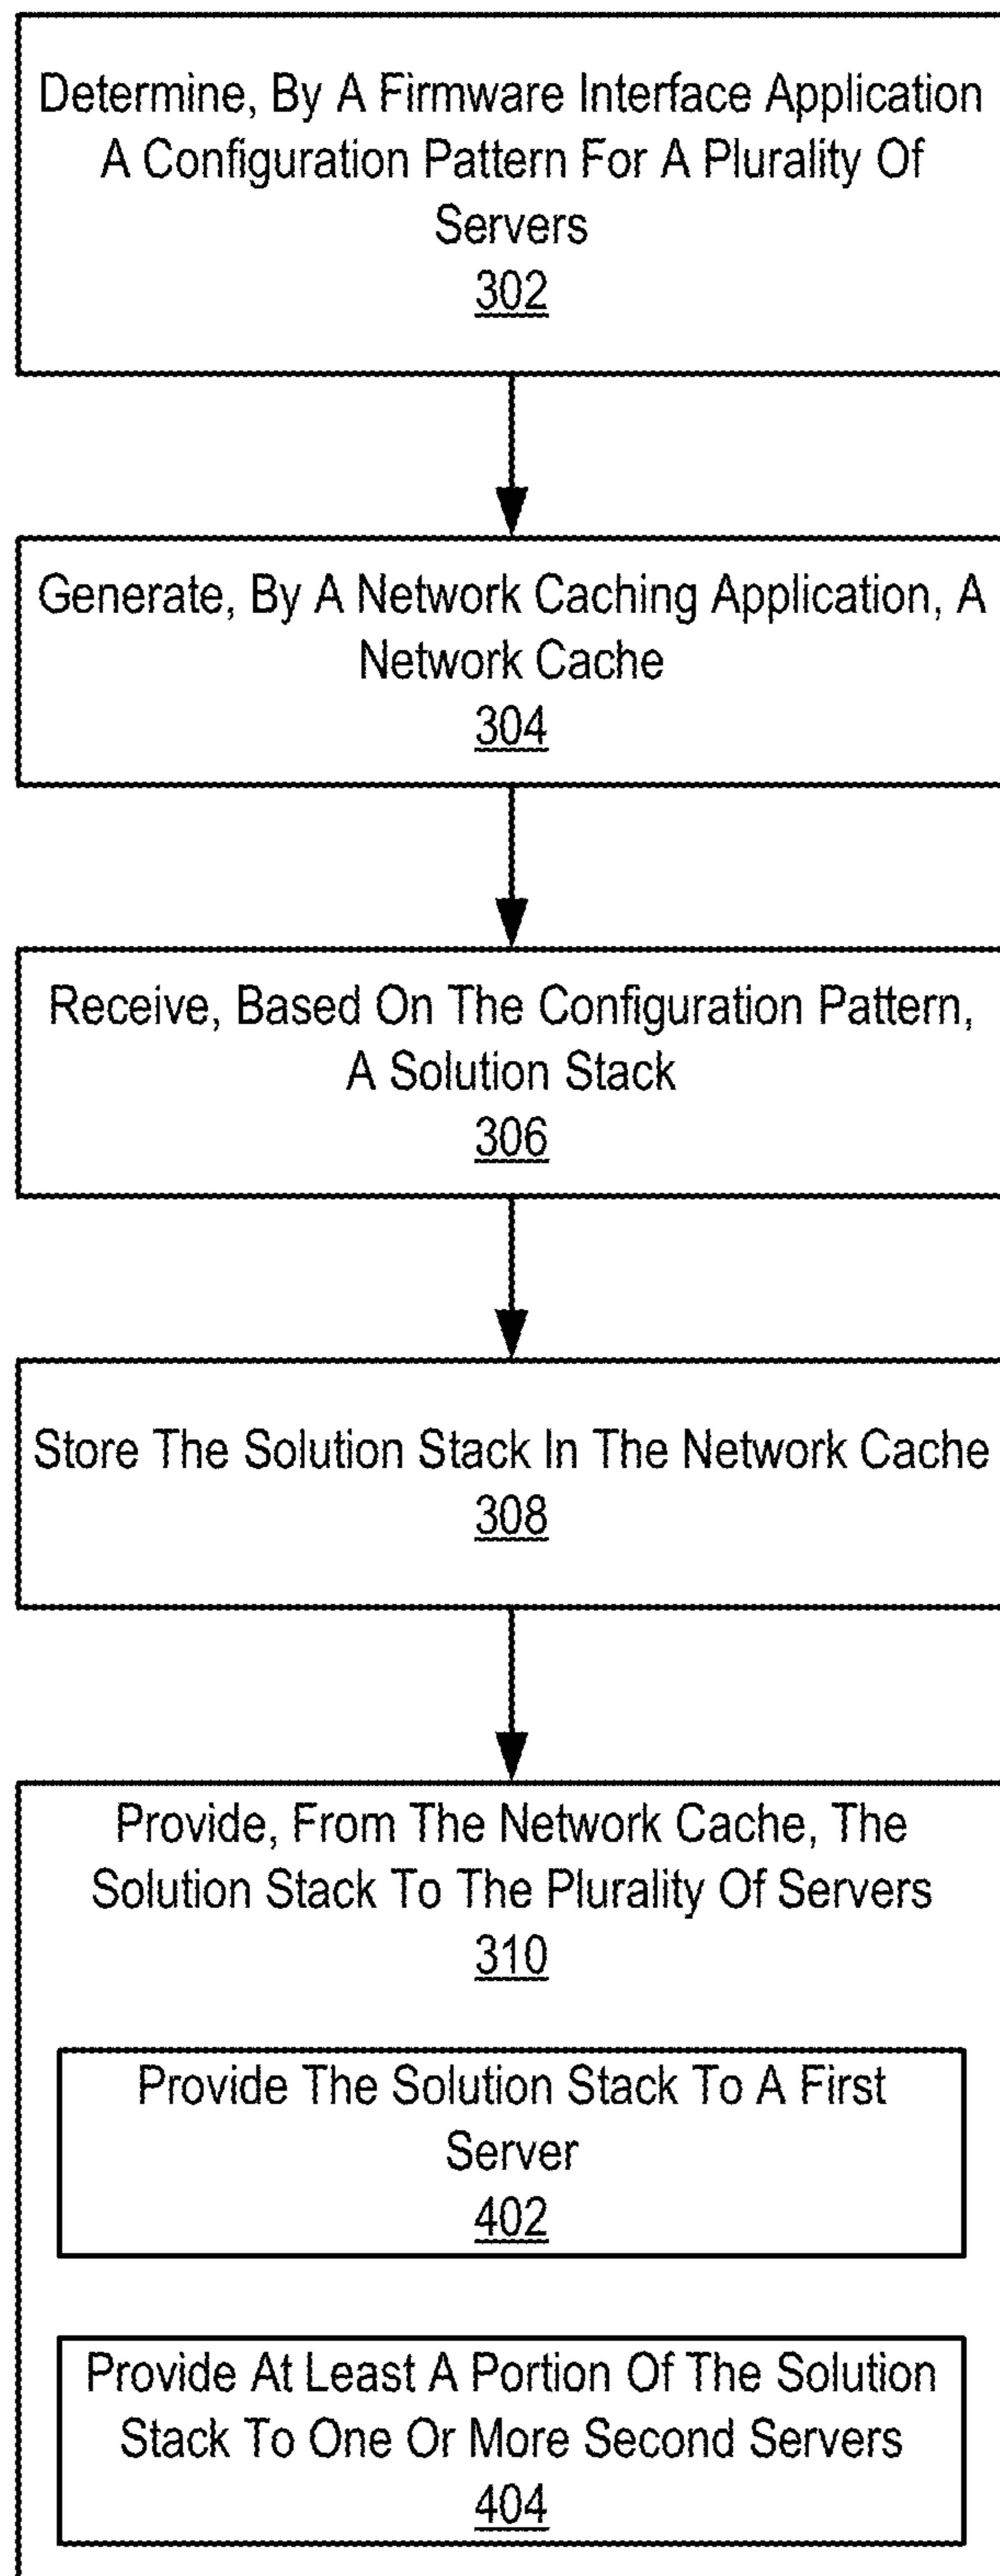 Determine, By A Firmware Interface Application
A Configuration Pattern For A Plurality Of
Servers
302
Generate, By A Network Caching Application, A
Network Cache
304
Receive, Based On The Configuration Pattern,
A Solution Stack
306
Store The Solution Stack In The Network Cache
308
Provide, From The Network Cache, The
Solution Stack To The Plurality Of Servers
310
Provide The Solution Stack To A First
Server
402
Provide At Least A Portion Of The Solution
Stack To One Or More Second Servers
404